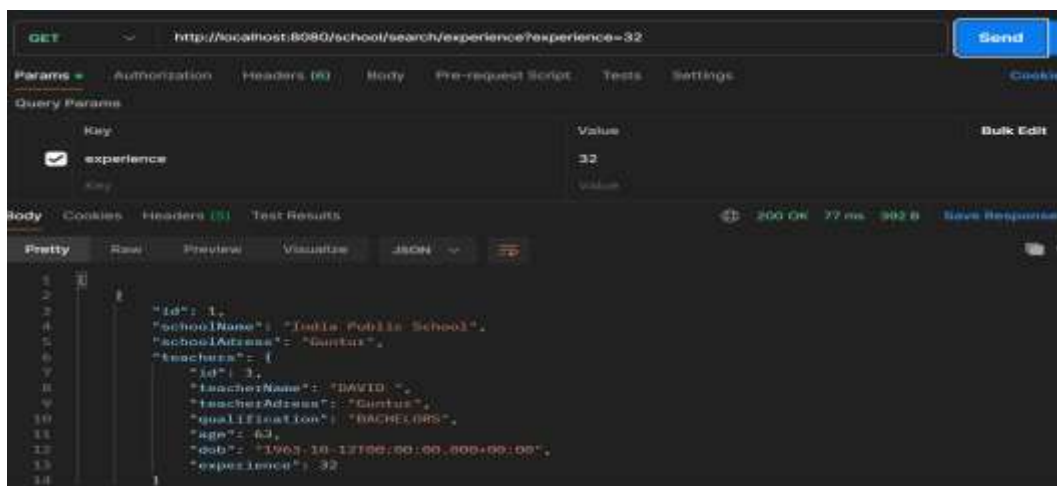 GET http://localhost:8080/school/search/experience?experience=32 Send
Params Authorization Headers (6) Body Pre-request Script Tests Settings Cookie
Query Params
Key Value Bulk Edit
experience 32
Key Value
Body Cookies Headers (5) Test Results 200 OK 77 ms 392 B Save Response
Pretty Raw Preview Visualize JSON
1 [
2 {
3 "id": 1,
4 "schoolName": "India Public School",
5 "schoolAdress": "Guntur",
6 "teachers": {
7 "id": 1,
8 "teacherName": "DAVID ",
9 "teacherAdress": "Guntur",
10 "qualification": "BACHELORS",
11 "age": 63,
12 "dob": "1963-10-12T00:00:00.000+00:00",
13 "experience": 32
14 }